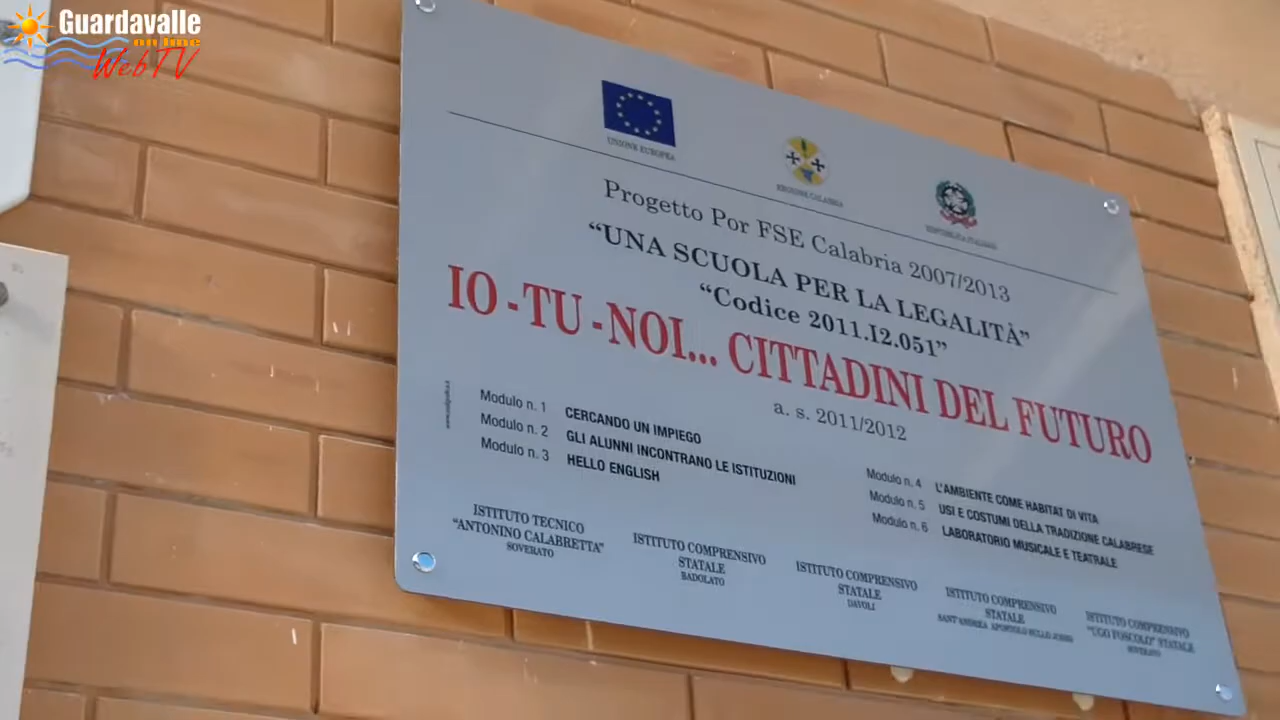 Guardavalle
on line
WebTV
UNIONE EUROPEA
REGIONE CALABRIA
REPUBBLICA ITALIANA
Progetto Por FSE Calabria 2007/2013
“UNA SCUOLA PER LA LEGALITÀ”
“Codice 2011.I2.051”
IO - TU - NOI... CITTADINI DEL FUTURO
a. s. 2011/2012
Modulo n. 1 CERCANDO UN IMPIEGO
Modulo n. 2 GLI ALUNNI INCONTRANO LE ISTITUZIONI
Modulo n. 3 HELLO ENGLISH
Modulo n. 4 L'AMBIENTE COME HABITAT DI VITA
Modulo n. 5 USI E COSTUMI DELLA TRADIZIONE CALABRESE
Modulo n. 6 LABORATORIO MUSICALE E TEATRALE
ISTITUTO TECNICO
“ANTONINO CALABRETTA”
SOVERATO
ISTITUTO COMPRENSIVO
STATALE
BADOLATO
ISTITUTO COMPRENSIVO
STATALE
DAVOLI
ISTITUTO COMPRENSIVO
STATALE
SANT'ANDREA APOSTOLO DELLO JONIO
ISTITUTO COMPRENSIVO
“UGO FOSCOLO” STATALE
SOVERATO